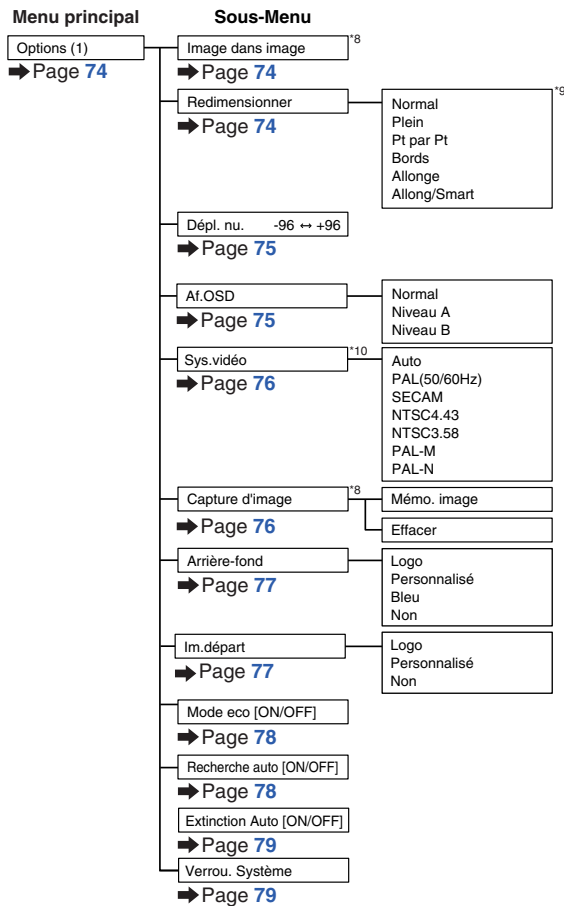 Menu principal Sous-Menu
Options (1)
Page 74
Image dans image *8
Page 74
Redimensionner
Page 74
*9
Normal
Plein
Pt par Pt
Bords
Allonge
Allong/Smart
Dépl. nu. -96 ↔ +96
Page 75
Af.OSD
Page 75
Normal
Niveau A
Niveau B
Sys.vidéo *10
Page 76
Auto
PAL(50/60Hz)
SECAM
NTSC4.43
NTSC3.58
PAL-M
PAL-N
Capture d'image *8
Page 76
Mémo. image
Effacer
Arrière-fond
Page 77
Logo
Personnalisé
Bleu
Non
Im.départ
Page 77
Logo
Personnalisé
Non
Mode eco [ON/OFF]
Page 78
Recherche auto [ON/OFF]
Page 78
Extinction Auto [ON/OFF]
Page 79
Verrou. Système
Page 79